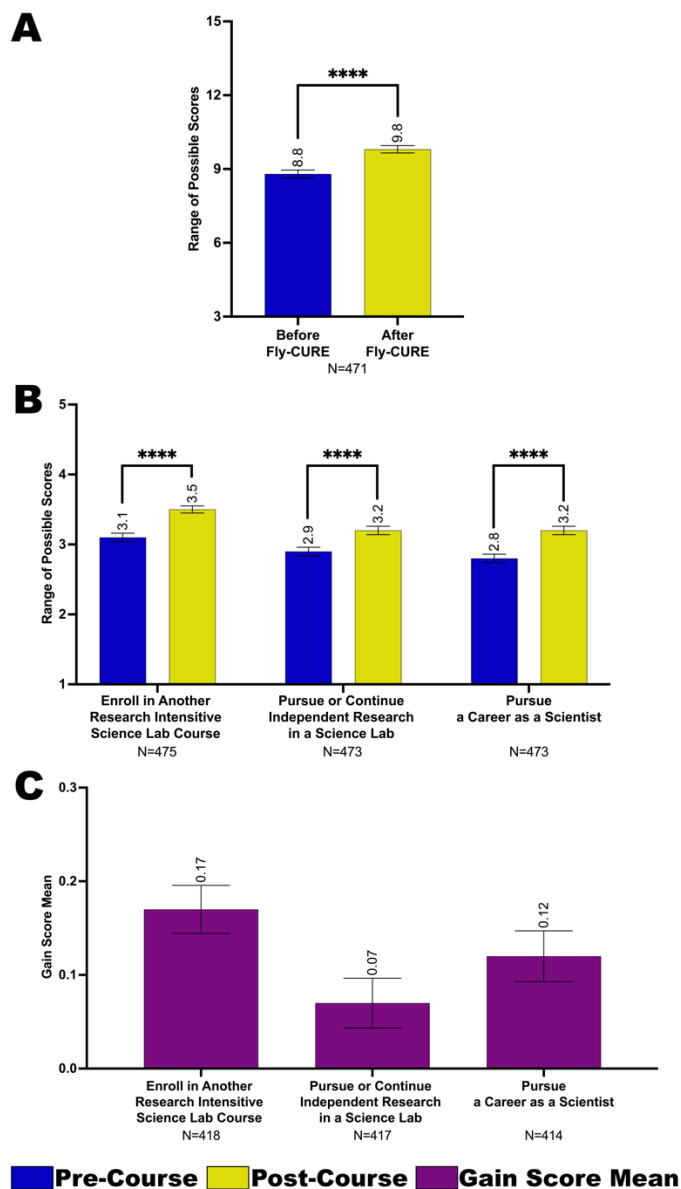 A
15
12
9
6
3
Range of Possible Scores
****
8.8
9.8
Before
Fly-CURE
After
Fly-CURE
N=471
B
5
4
3
2
1
Range of Possible Scores
****
****
****
3.1
3.5
2.9
3.2
2.8
3.2
Enroll in Another
Research Intensitive
Science Lab Course
N=475
Pursue or Continue
Independent Research
in a Science Lab
N=473
Pursue
a Career as a Scientist
N=473
C
0.3
0.2
0.1
0.0
Gain Score Mean
0.17
0.07
0.12
Enroll in Another
Research Intensitive
Science Lab Course
N=418
Pursue or Continue
Independent Research
in a Science Lab
N=417
Pursue
a Career as a Scientist
N=414
Pre-Course Post-Course Gain Score Mean